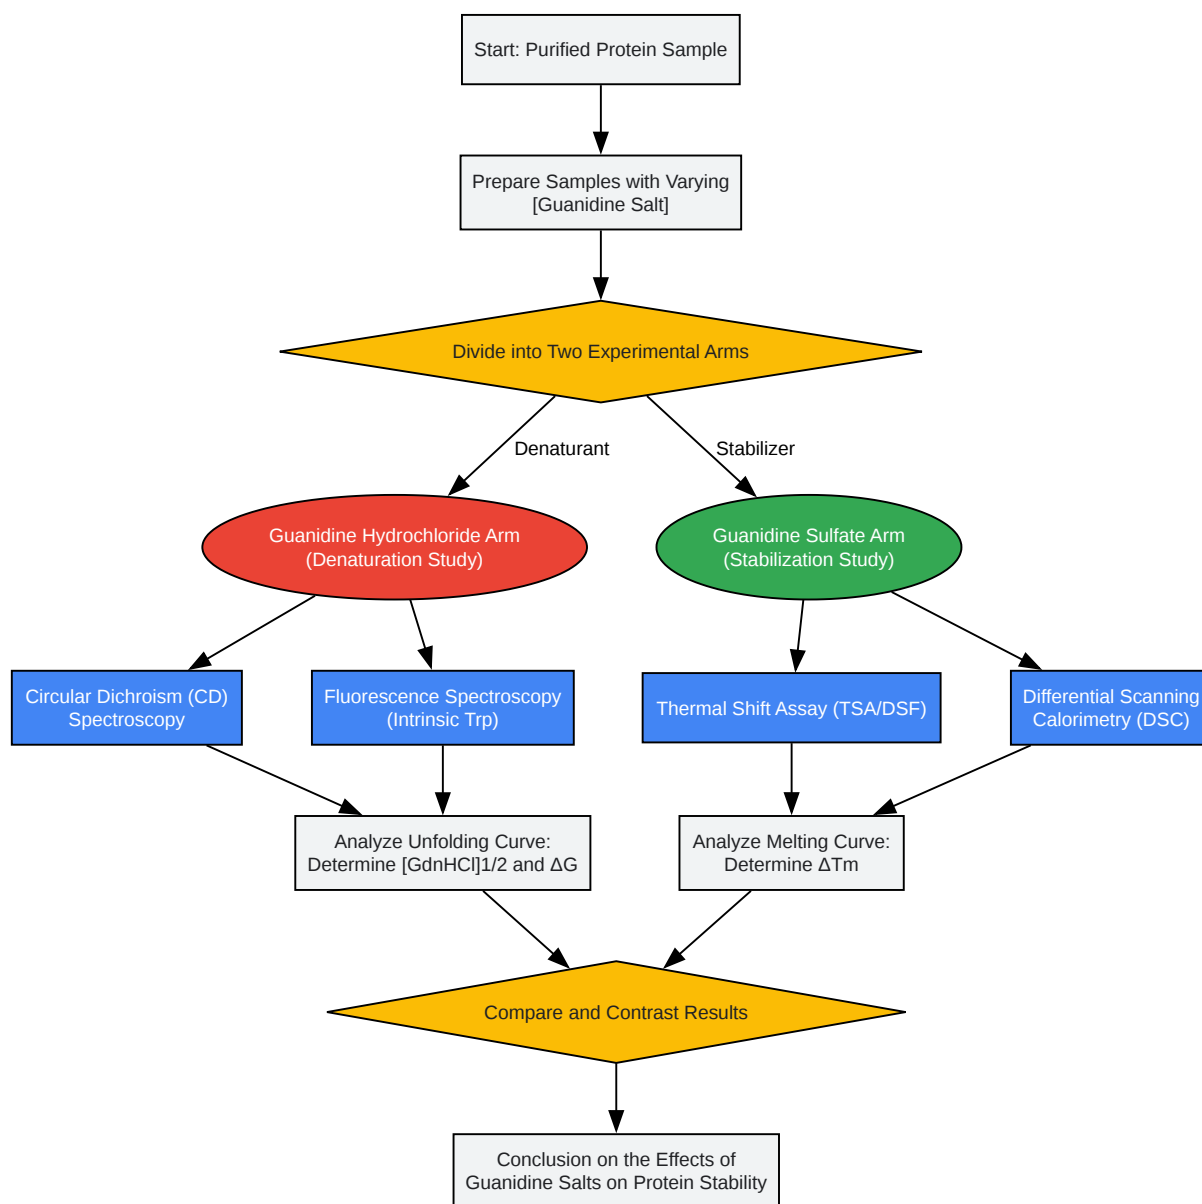 Start: Purified Protein Sample
Prepare Samples with Varying
[Guanidine Salt]
Divide into Two Experimental Arms
Denaturant
Stabilizer
Guanidine Hydrochloride Arm
(Denaturation Study)
Guanidine Sulfate Arm
(Stabilization Study)
Circular Dichroism (CD)
Spectroscopy
Fluorescence Spectroscopy
(Intrinsic Trp)
Thermal Shift Assay (TSA/DSF)
Differential Scanning
Calorimetry (DSC)
Analyze Unfolding Curve:
Determine [GdnHCl]1/2 and ΔG
Analyze Melting Curve:
Determine ΔTm
Compare and Contrast Results
Conclusion on the Effects of
Guanidine Salts on Protein Stability